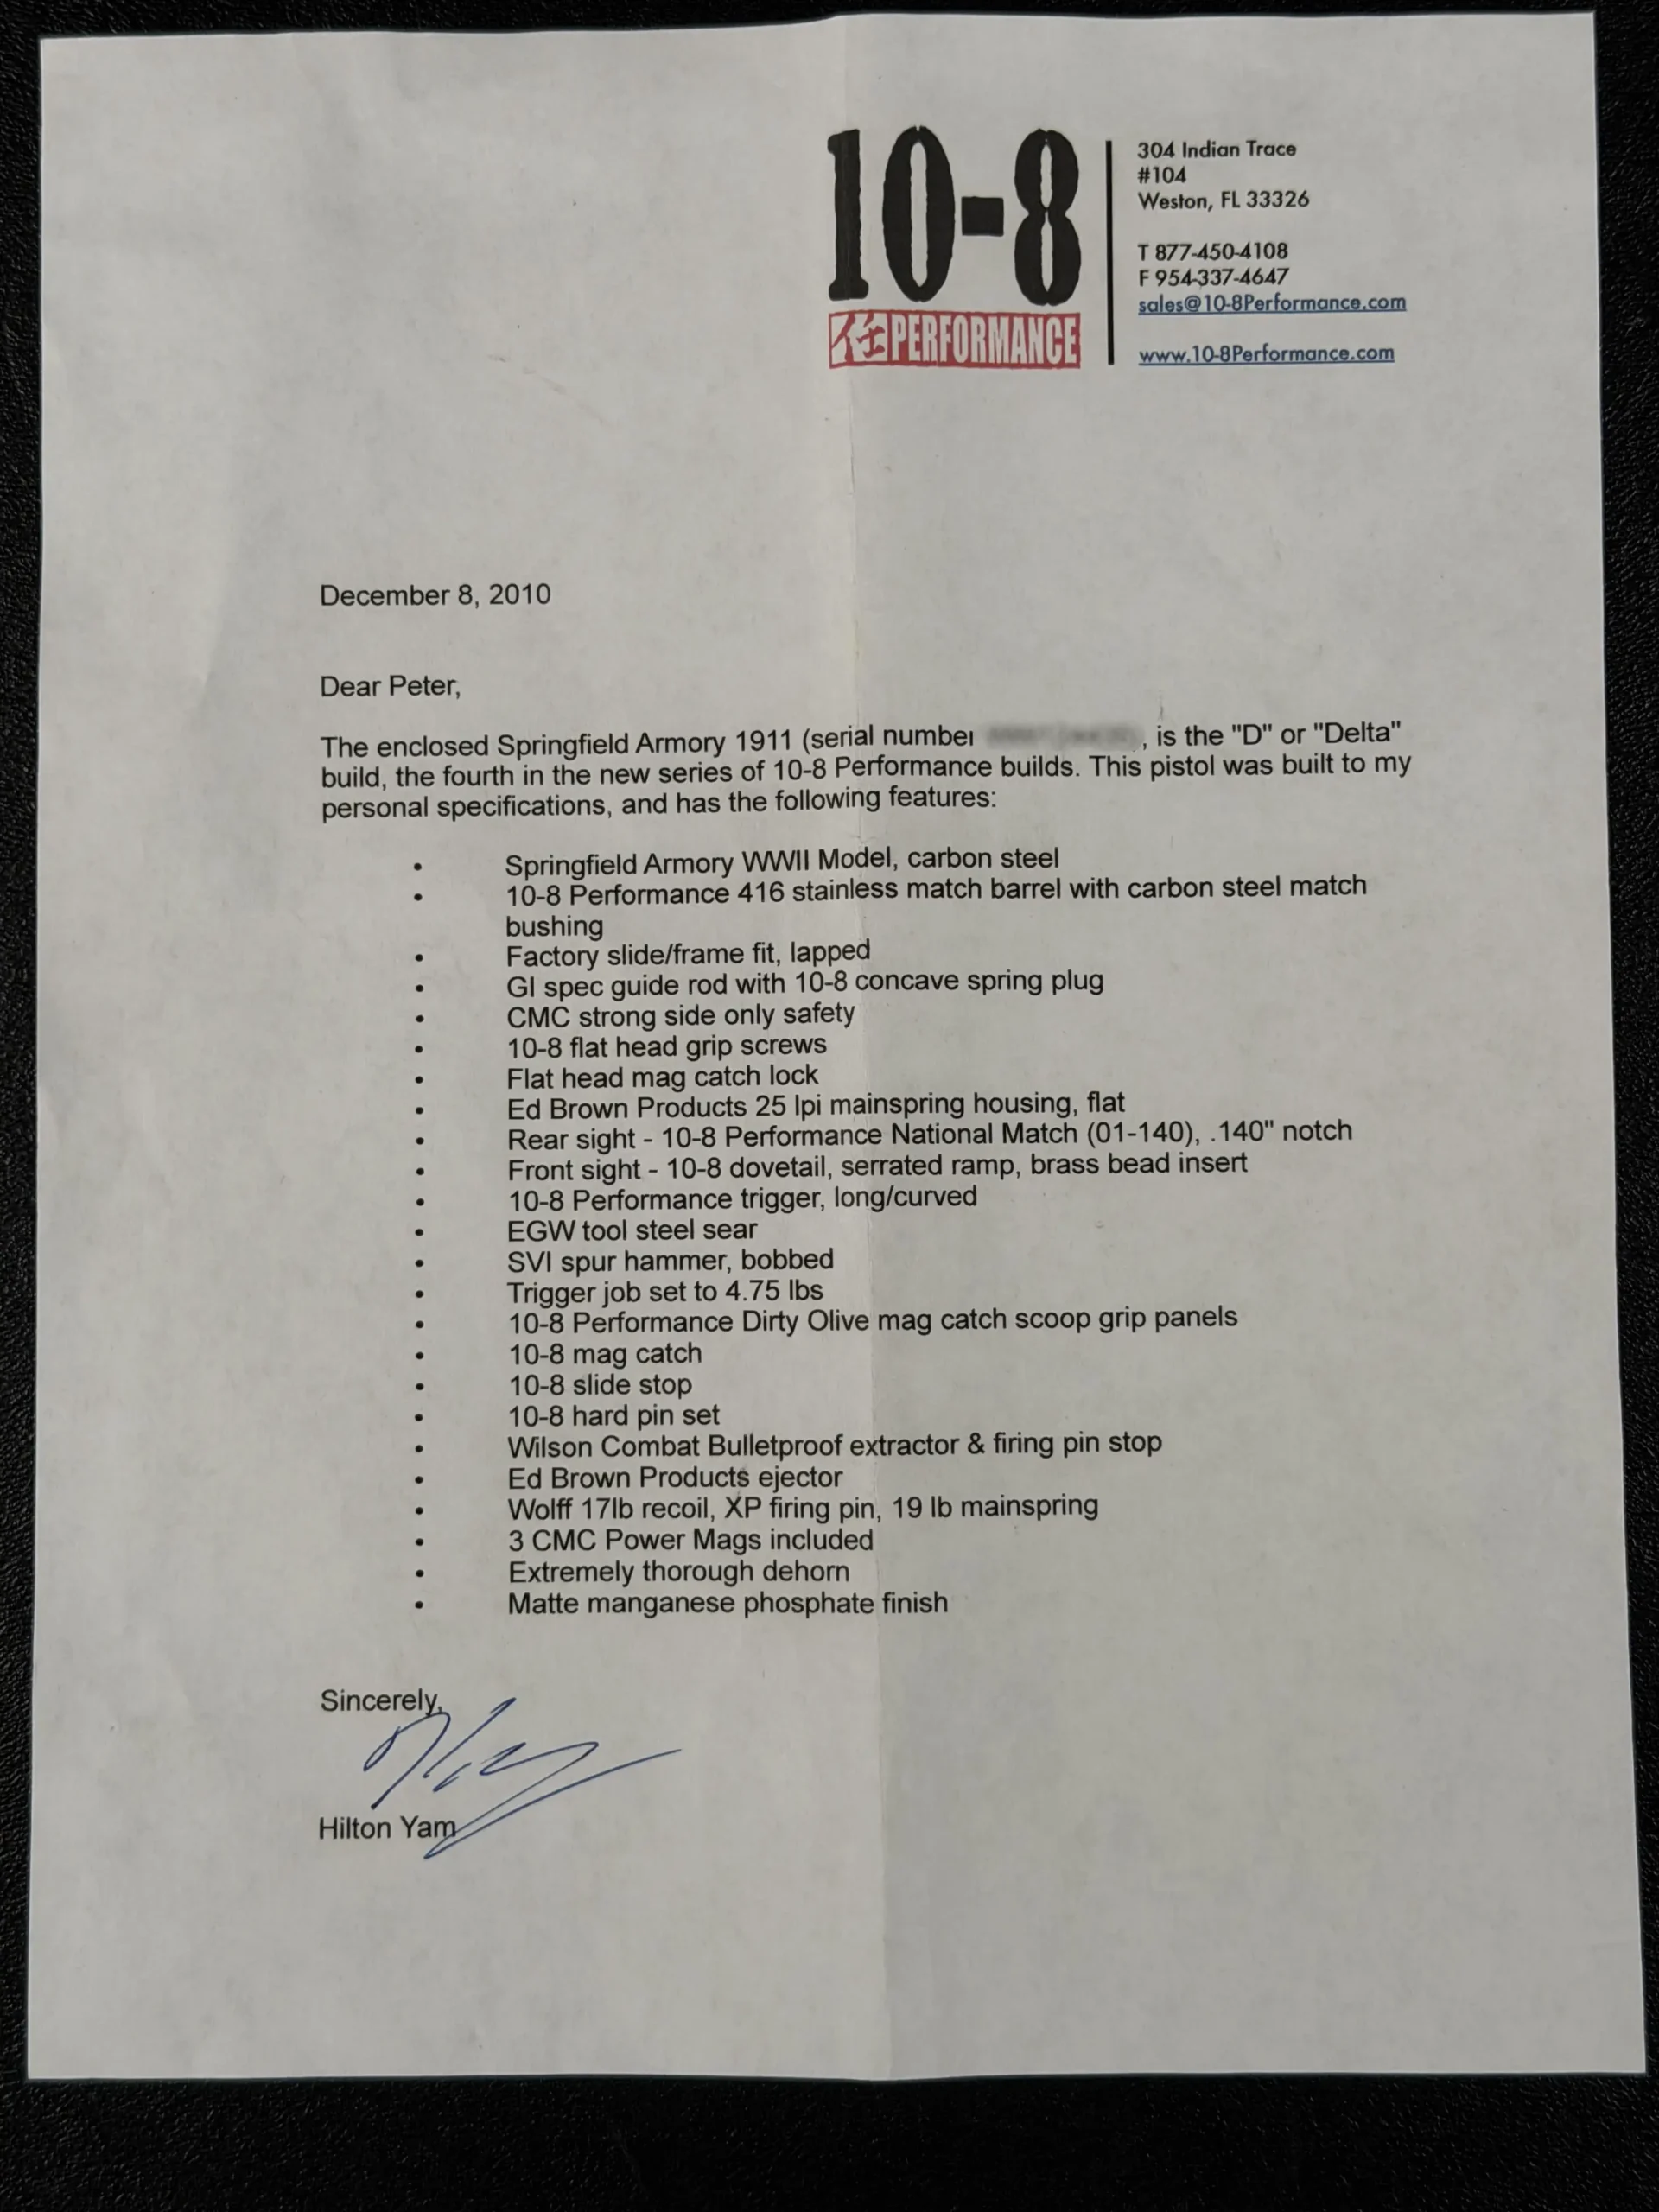 10-8
PERFORMANCE
304 Indian Trace
#104
Weston, FL 33326
T 877-450-4108
F 954-337-4647
sales@10-8Performance.com
www.10-8Performance.com
December 8, 2010
Dear Peter,
The enclosed Springfield Armory 1911 (serial number , is the "D" or "Delta"
build, the fourth in the new series of 10-8 Performance builds. This pistol was built to my
personal specifications, and has the following features:
• Springfield Armory WWII Model, carbon steel
• 10-8 Performance 416 stainless match barrel with carbon steel match
bushing
• Factory slide/frame fit, lapped
• GI spec guide rod with 10-8 concave spring plug
• CMC strong side only safety
• 10-8 flat head grip screws
• Flat head mag catch lock
• Ed Brown Products 25 lpi mainspring housing, flat
• Rear sight - 10-8 Performance National Match (01-140), .140" notch
• Front sight - 10-8 dovetail, serrated ramp, brass bead insert
• 10-8 Performance trigger, long/curved
• EGW tool steel sear
• SVI spur hammer, bobbed
• Trigger job set to 4.75 lbs
• 10-8 Performance Dirty Olive mag catch scoop grip panels
• 10-8 mag catch
• 10-8 slide stop
• 10-8 hard pin set
• Wilson Combat Bulletproof extractor & firing pin stop
• Ed Brown Products ejector
• Wolff 17lb recoil, XP firing pin, 19 lb mainspring
• 3 CMC Power Mags included
• Extremely thorough dehorn
• Matte manganese phosphate finish
Sincerely,
Hilton Yam